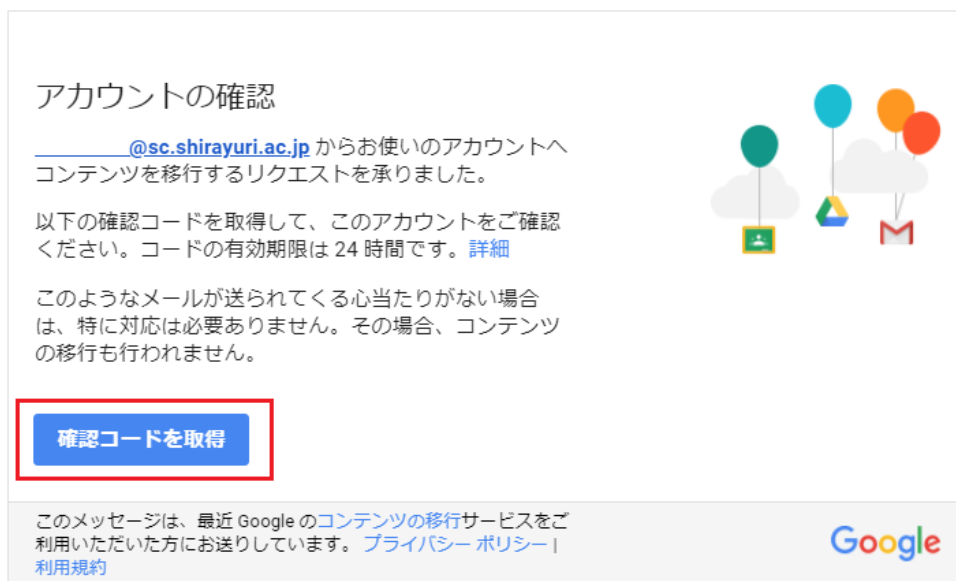 アカウントの確認
@sc.shirayuri.ac.jp からお使いのアカウントへ
コンテンツを移行するリクエストを承りました。
以下の確認コードを取得して、このアカウントをご確認
ください。コードの有効期限は 24 時間です。詳細
このようなメールが送られてくる心当たりがない場合
は、特に対応は必要ありません。その場合、コンテンツ
の移行も行われません。
確認コードを取得
このメッセージは、最近 Google のコンテンツの移行サービスをご
利用いただいた方にお送りしています。 プライバシー ポリシー |
利用規約
Google